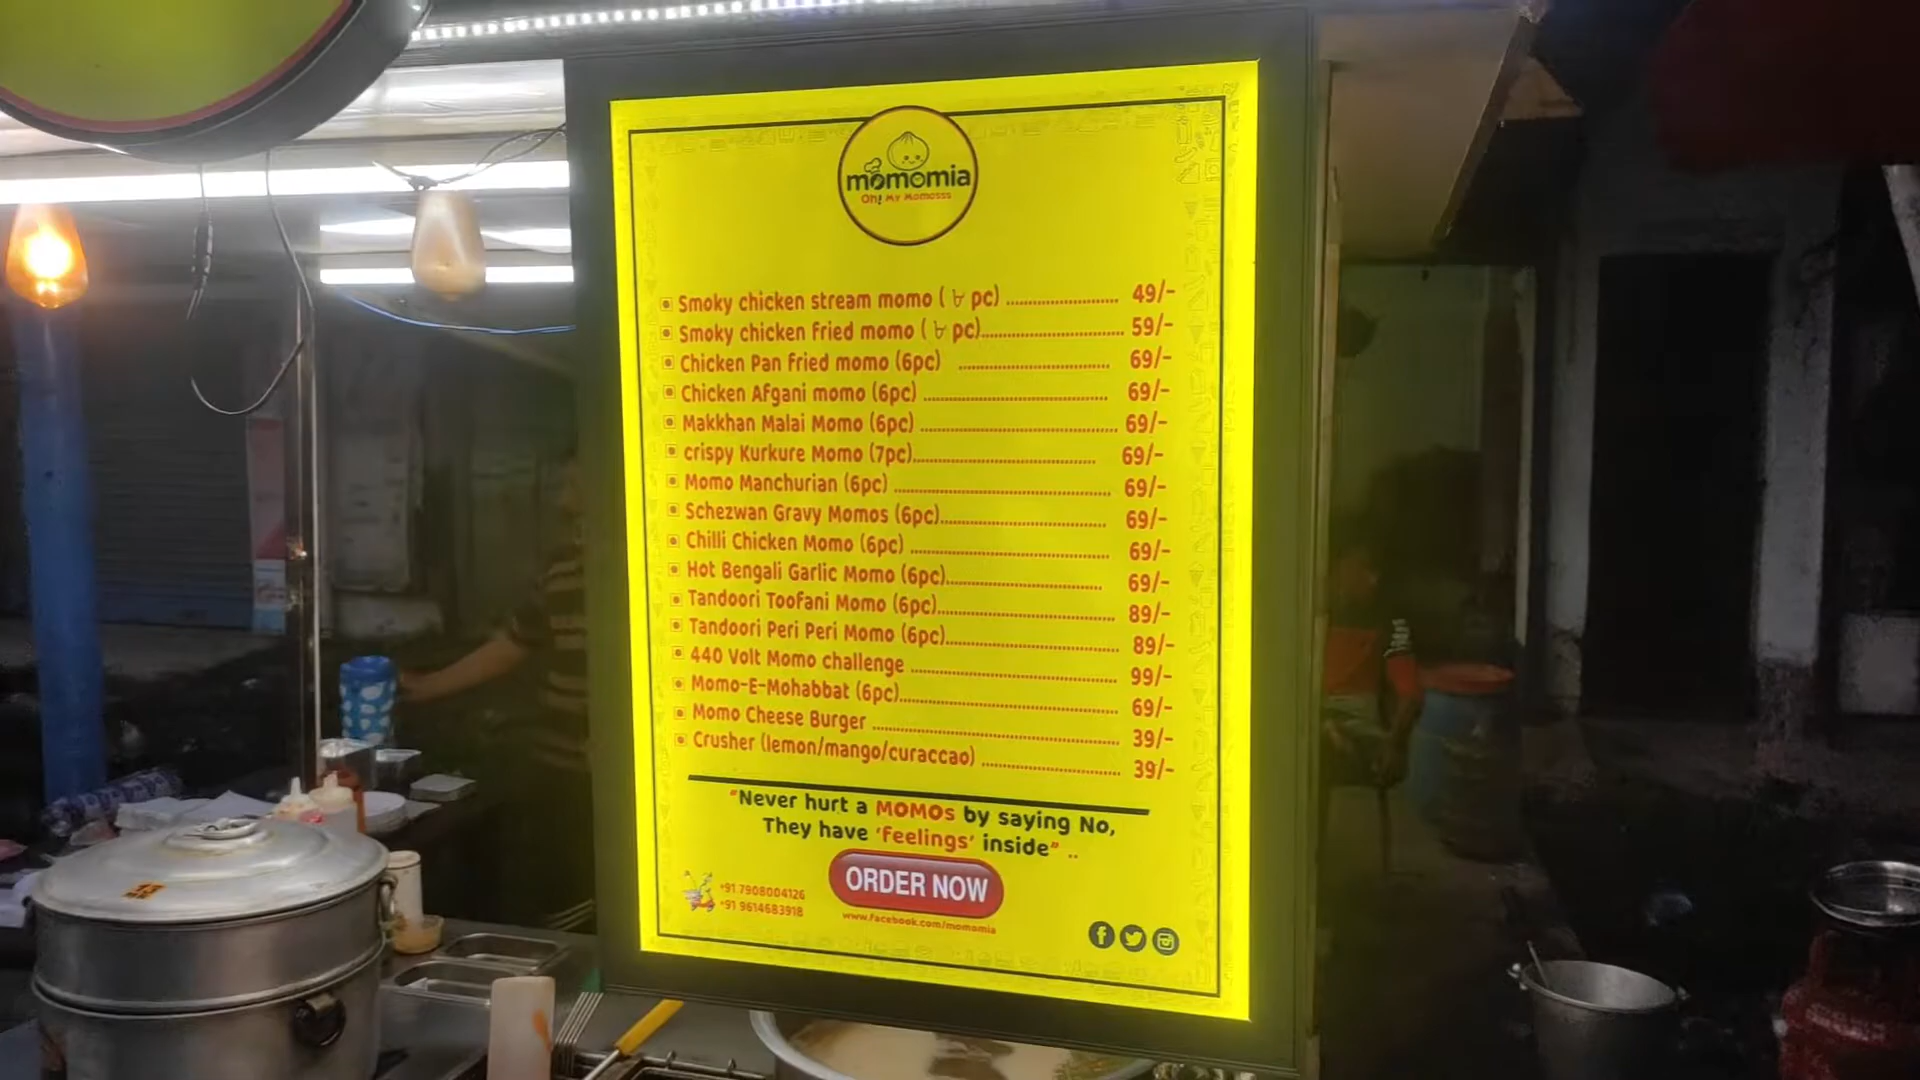 momomia
Oh! My Momosss
Smoky chicken stream momo ( pc) 49/-
Smoky chicken fried momo ( pc) 59/-
Chicken Pan Fried momo (6pc) 69/-
Chicken Afgani momo (6pc) 69/-
Makkhan Malai Momo (6pc) 69/-
crispy Kurkure Momo (7pc) 69/-
Momo Manchurian (6pc) 69/-
Schezwan Gravy Momos (6pc) 69/-
Chilli Chicken Momo (6pc) 69/-
Hot Bengali Garlic Momo (6pc) 69/-
Tandoori Toofani Momo (6pc) 89/-
Tandoori Peri Peri Momo (6pc) 89/-
440 Volt Momo challenge 99/-
Momo-E-Mohabbat (6pc) 69/-
Momo Cheese Burger 39/-
Crusher (lemon/mango/curaccao) 39/-
"Never hurt a MOMOs by saying No,
They have 'feelings' inside" ..
ORDER NOW
+91 7908004126
+91 9614683918
www.facebook.com/momomia